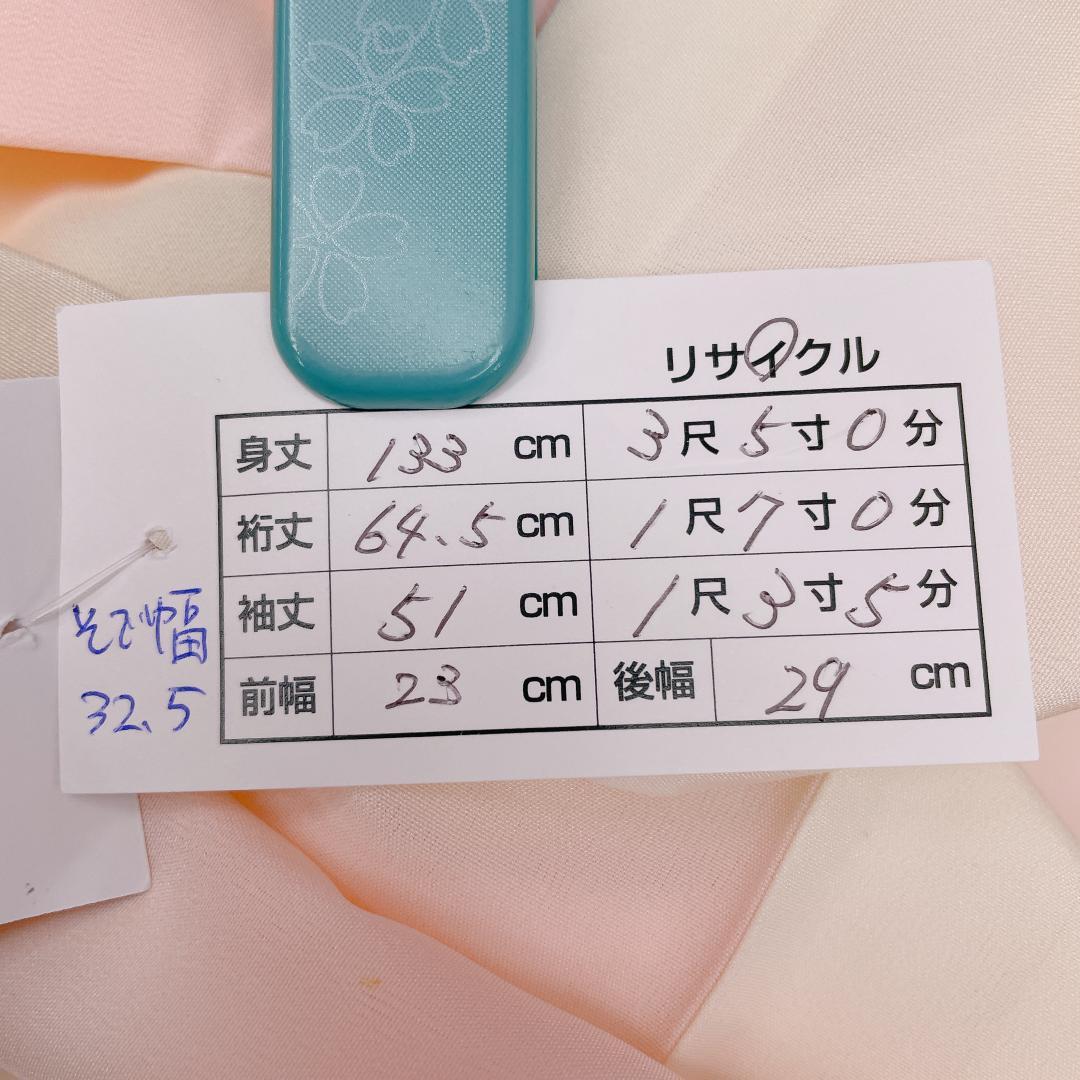 リサイクル
身丈 133 cm 3尺5寸0分
裄丈 64.5 cm 1尺7寸0分
袖丈 51 cm 1尺3寸5分
前幅 23 cm 後幅 29 cm
そで幅
32.5